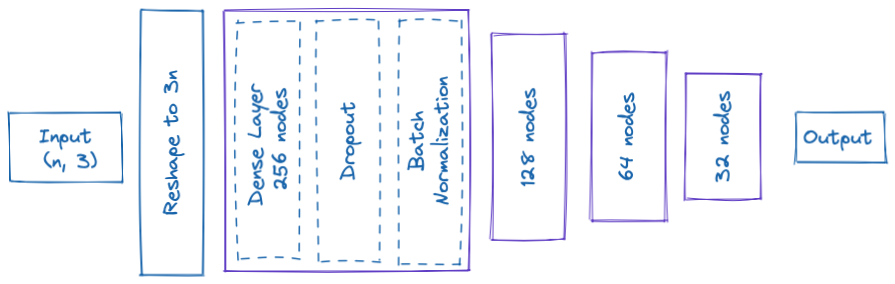 Input
(n, 3)
Reshape to 3n
Dense Layer
256 nodes
Dropout
Batch
Normalization
128 nodes
64 nodes
32 nodes
Output